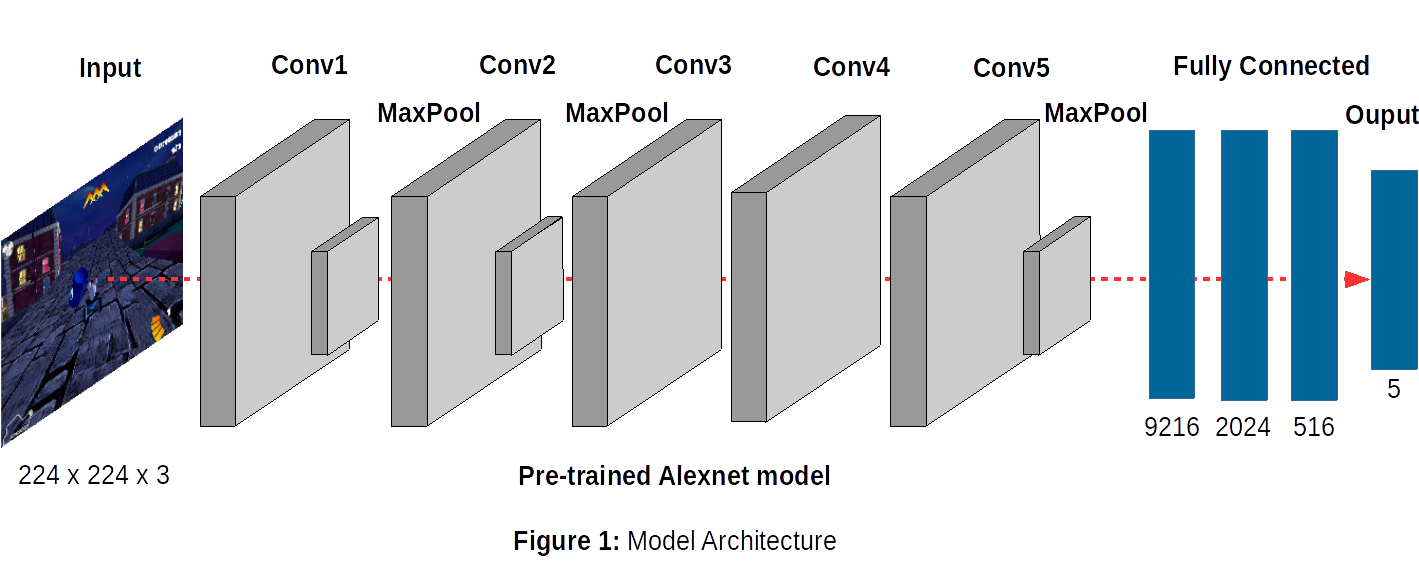 Input
Conv1
Conv2
Conv3
Conv4
Conv5
Fully Connected
MaxPool
MaxPool
MaxPool
Ouput
9216
2024
516
5
224 x 224 x 3
Pre-trained Alexnet model
Figure 1: Model Architecture